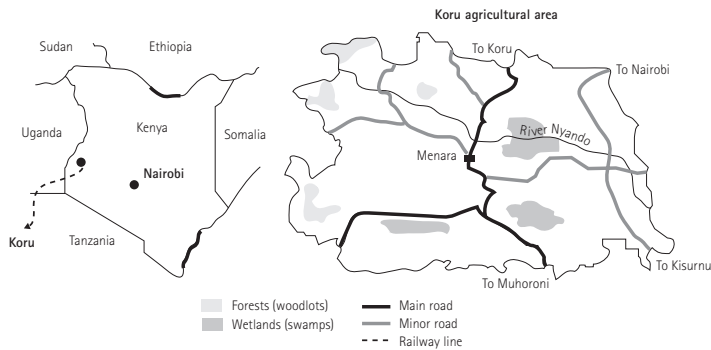 Koru agricultural area
Sudan
Ethiopia
Uganda
Kenya
Somalia
Nairobi
Koru
Tanzania
To Koru
To Nairobi
River Nyando
Menara
To Kisurnu
To Muhoroni
Forests (woodlots)
Wetlands (swamps)
Main road
Minor road
Railway line